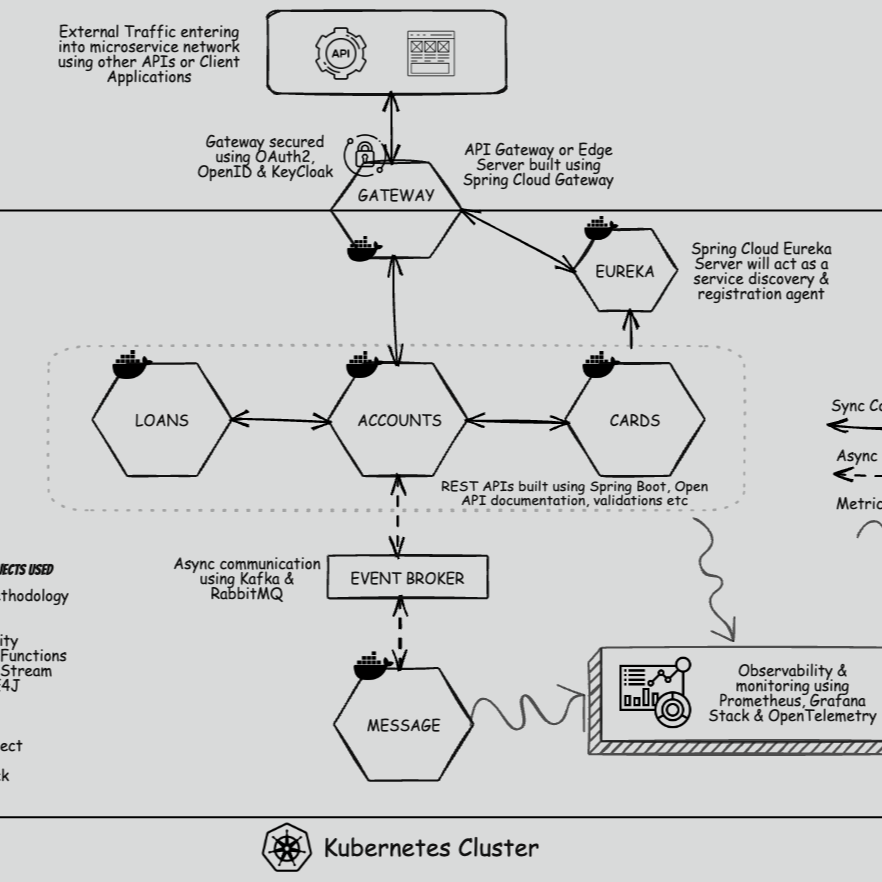 External Traffic entering
into microservice network
using other APIs or Client
Applications
API
Gateway secured
using OAuth2,
OpenID & KeyCloak
API Gateway or Edge
Server built using
Spring Cloud Gateway
GATEWAY
EUREKA
Spring Cloud Eureka
Server will act as a
service discovery &
registration agent
LOANS
ACCOUNTS
CARDS
REST APIs built using Spring Boot, Open
API documentation, validations etc
Sync Co
Async
Metric
Async communication
using Kafka &
RabbitMQ
EVENT BROKER
JECTS USED
thodology
ity
Functions
Stream
4J
ect
k
MESSAGE
Observability &
monitoring using
Prometheus, Grafana
Stack & OpenTelemetry
Kubernetes Cluster